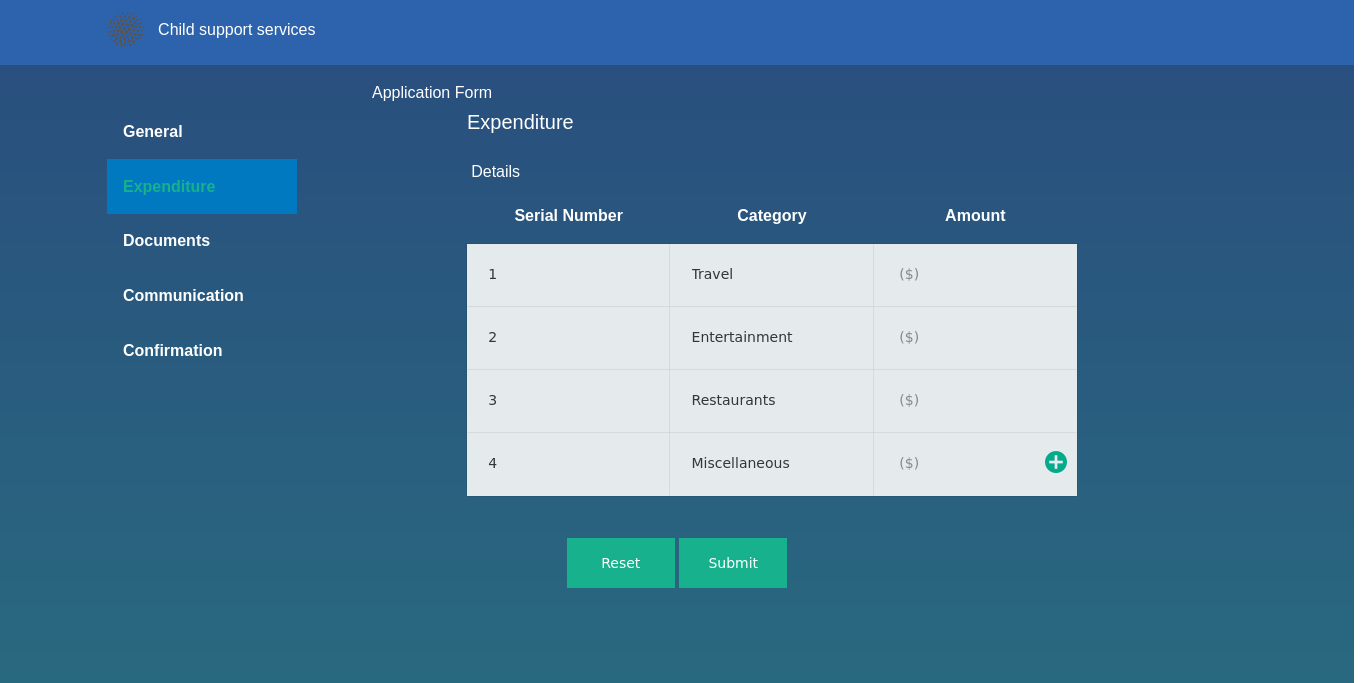 Child support services
Application Form
General
Expenditure
Documents
Communication
Confirmation
Expenditure
Details
Serial Number Category Amount
1 Travel ($)
2 Entertainment ($)
3 Restaurants ($)
4 Miscellaneous ($)
Reset Submit